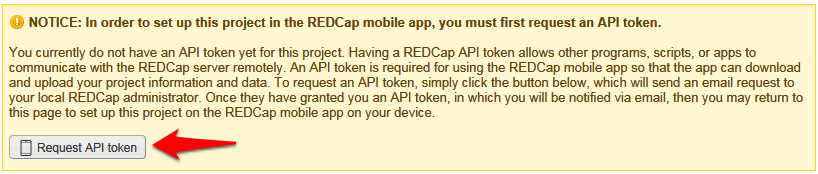 NOTICE: In order to set up this project in the REDCap mobile app, you must first request an API token.
You currently do not have an API token yet for this project. Having a REDCap API token allows other programs, scripts, or apps to
communicate with the REDCap server remotely. An API token is required for using the REDCap mobile app so that the app can download
and upload your project information and data. To request an API token, simply click the button below, which will send an email request to
your local REDCap administrator. Once they have granted you an API token, in which you will be notified via email, then you may return to
this page to set up this project on the REDCap mobile app on your device.
Request API token